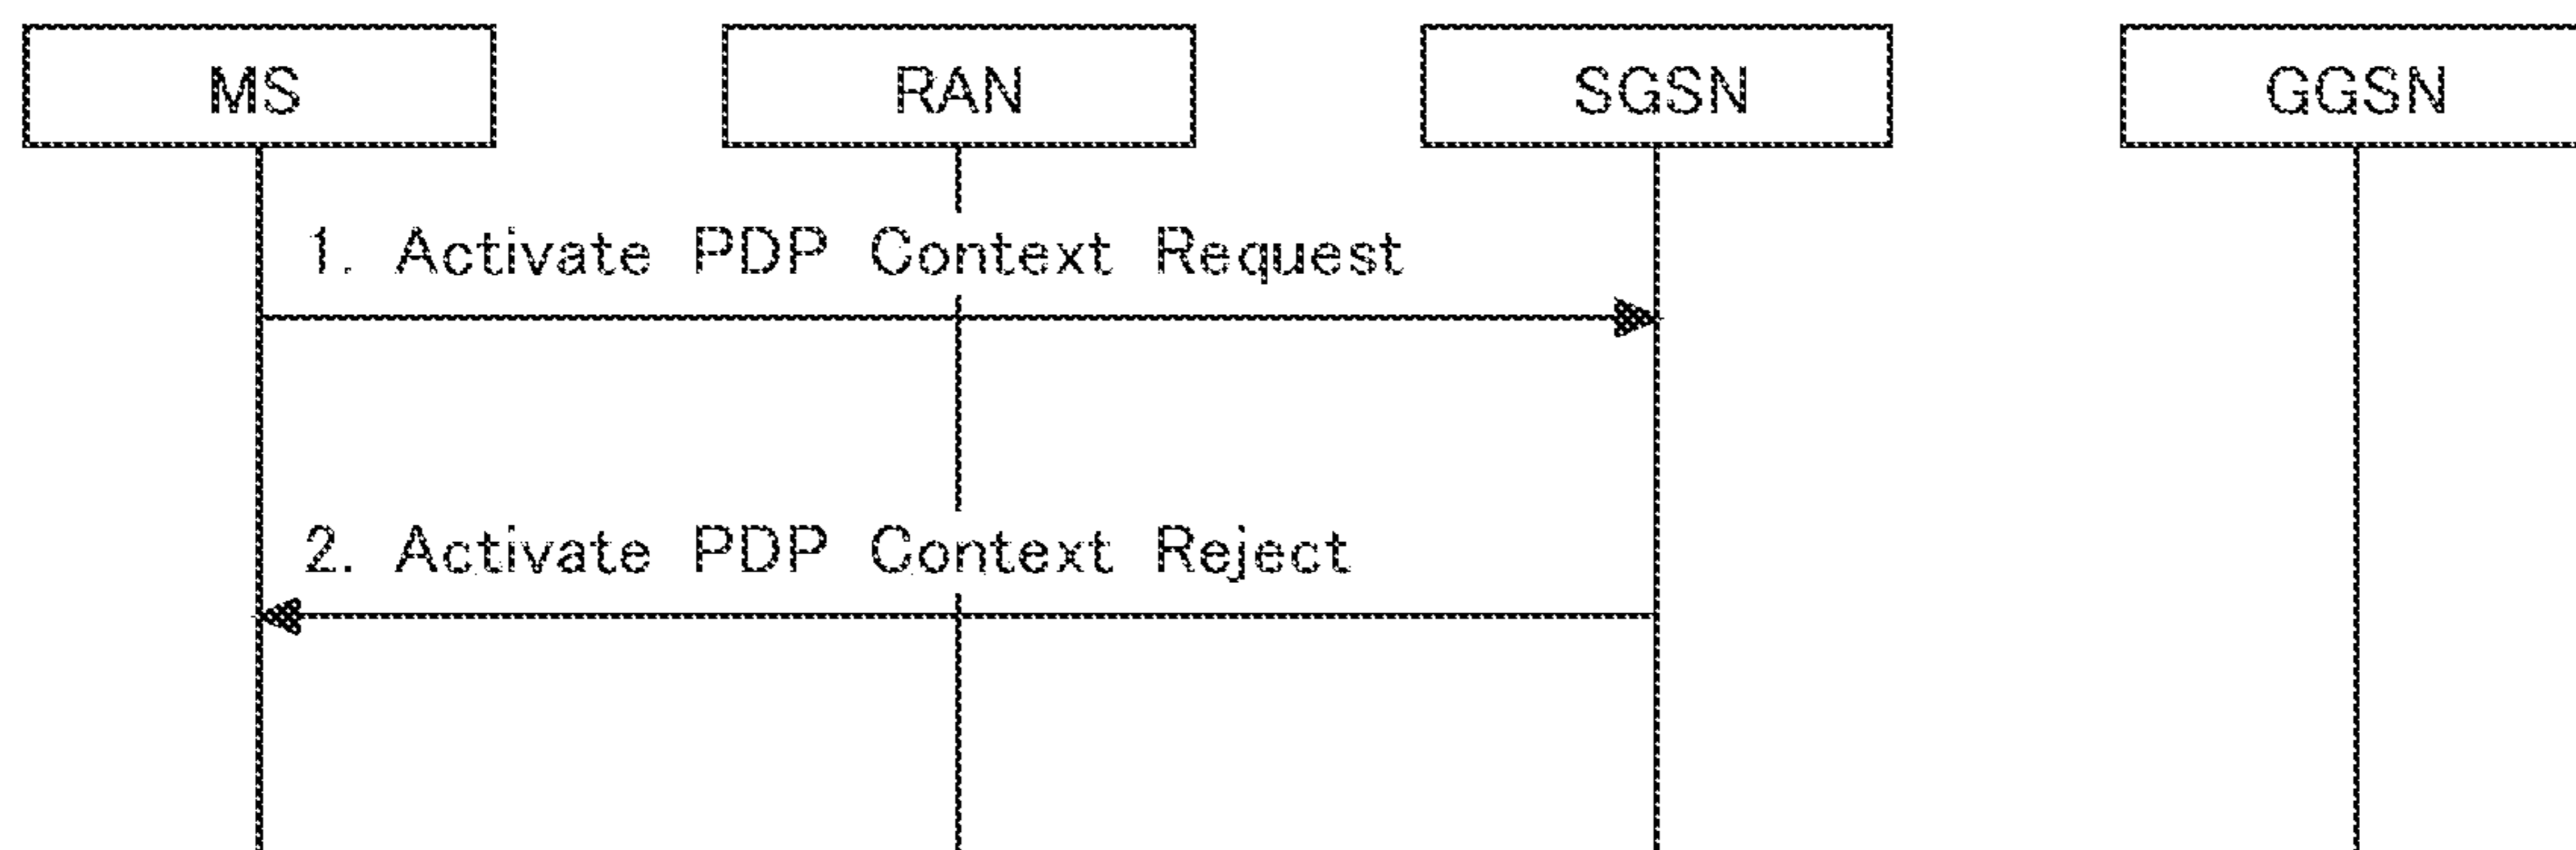 MS RAN SGSN GGSN
1. Activate PDP Context Request
2. Activate PDP Context Reject